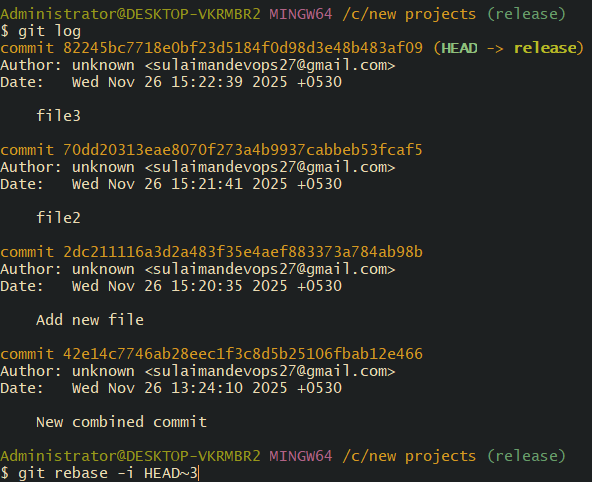 Administrator@DESKTOP-VKRMBR2 MINGW64 /c/new projects (release)
$ git log
commit 82245bc7718e0bf23d5184f0d98d3e48b483af09 (HEAD -> release)
Author: unknown <sulaimandevops27@gmail.com>
Date:   Wed Nov 26 15:22:39 2025 +0530

    file3

commit 70dd20313eae8070f273a4b9937cabbeb53fcaf5
Author: unknown <sulaimandevops27@gmail.com>
Date:   Wed Nov 26 15:21:41 2025 +0530

    file2

commit 2dc211116a3d2a483f35e4aef883373a784ab98b
Author: unknown <sulaimandevops27@gmail.com>
Date:   Wed Nov 26 15:20:35 2025 +0530

    Add new file

commit 42e14c7746ab28eec1f3c8d5b25106fbab12e466
Author: unknown <sulaimandevops27@gmail.com>
Date:   Wed Nov 26 13:24:10 2025 +0530

    New combined commit

Administrator@DESKTOP-VKRMBR2 MINGW64 /c/new projects (release)
$ git rebase -i HEAD~3